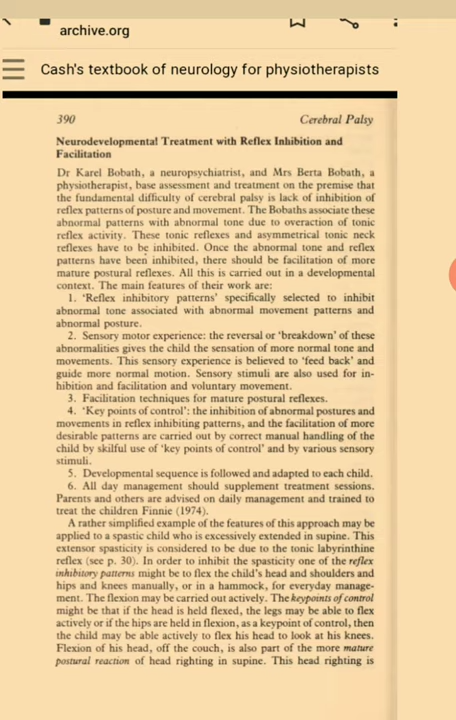 archive.org
Cash's textbook of neurology for physiotherapists
390 Cerebral Palsy
Neurodevelopmental Treatment with Reflex Inhibition and
Facilitation
Dr Karel Bobath, a neuropsychiatrist, and Mrs Berta Bobath, a
physiotherapist, base assessment and treatment on the premise that
the fundamental difficulty of cerebral palsy is lack of inhibition of
reflex patterns of posture and movement. The Bobaths associate these
abnormal patterns with abnormal tone due to overaction of tonic
reflex activity. These tonic reflexes and asymmetrical tonic neck
reflexes have to be inhibited. Once the abnormal tone and reflex
patterns have been inhibited, there should be facilitation of more
mature postural reflexes. All this is carried out in a developmental
context. The main features of their work are:
1. 'Reflex inhibitory patterns' specifically selected to inhibit
abnormal tone associated with abnormal movement patterns and
abnormal posture.
2. Sensory motor experience: the reversal or 'breakdown' of these
abnormalities gives the child the sensation of more normal tone and
movements. This sensory experience is believed to 'feed back' and
guide more normal motion. Sensory stimuli are also used for in-
hibition and facilitation and voluntary movement.
3. Facilitation techniques for mature postural reflexes.
4. 'Key points of control': the inhibition of abnormal postures and
movements in reflex inhibiting patterns, and the facilitation of more
desirable patterns are carried out by correct manual handling of the
child by skilful use of 'key points of control' and by various sensory
stimuli.
5. Developmental sequence is followed and adapted to each child.
6. All day management should supplement treatment sessions.
Parents and others are advised on daily management and trained to
treat the children Finnie (1974).
A rather simplified example of the features of this approach may be
applied to a spastic child who is excessively extended in supine. This
extensor spasticity is considered to be due to the tonic labyrinthine
reflex (see p. 30). In order to inhibit the spasticity one of the reflex
inhibitory patterns might be to flex the child's head and shoulders and
hips and knees manually, or in a hammock, for everyday manage-
ment. The flexion may be carried out actively. The keypoints of control
might be that if the head is held flexed, the legs may be able to flex
actively or if the hips are held in flexion, as a keypoint of control, then
the child may be able actively to flex his head to look at his knees.
Flexion of his head, off the couch, is also part of the more mature
postural reaction of head righting in supine. This head righting is